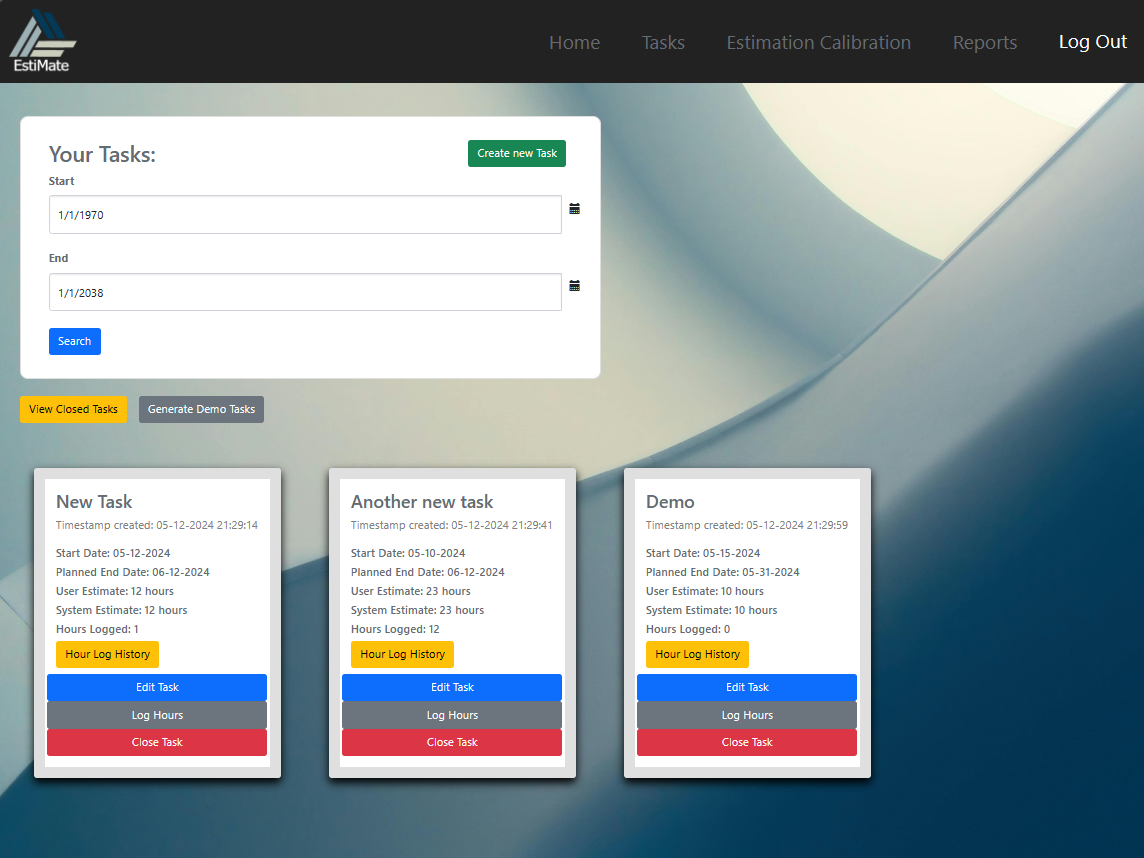 EstiMate
Home Tasks Estimation Calibration Reports Log Out
Your Tasks:
Create new Task
Start
1/1/1970
End
1/1/2038
Search
View Closed Tasks Generate Demo Tasks
New Task
Timestamp created: 05-12-2024 21:29:14
Start Date: 05-12-2024
Planned End Date: 06-12-2024
User Estimate: 12 hours
System Estimate: 12 hours
Hours Logged: 1
Hour Log History
Edit Task
Log Hours
Close Task
Another new task
Timestamp created: 05-12-2024 21:29:41
Start Date: 05-10-2024
Planned End Date: 06-12-2024
User Estimate: 23 hours
System Estimate: 23 hours
Hours Logged: 12
Hour Log History
Edit Task
Log Hours
Close Task
Demo
Timestamp created: 05-12-2024 21:29:59
Start Date: 05-15-2024
Planned End Date: 05-31-2024
User Estimate: 10 hours
System Estimate: 10 hours
Hours Logged: 0
Hour Log History
Edit Task
Log Hours
Close Task